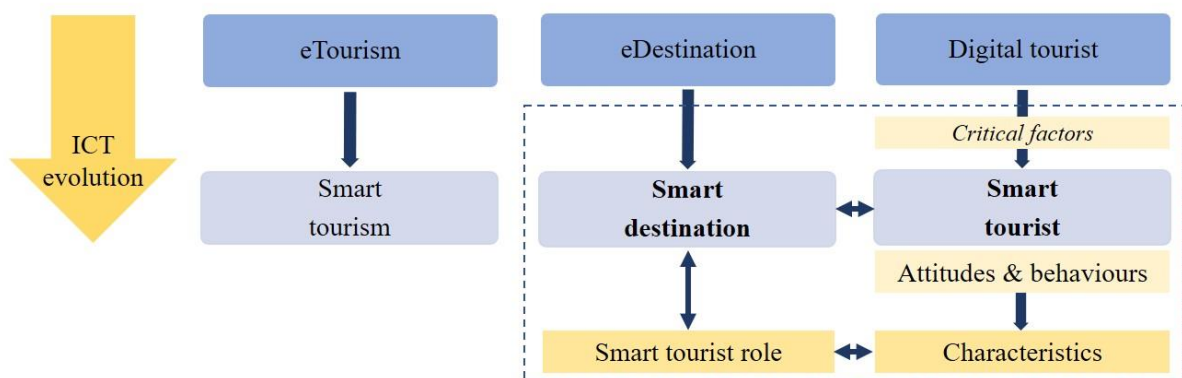 eTourism
eDestination
Digital tourist
ICT
evolution
Critical factors
Smart
tourism
Smart
destination
Smart
tourist
Attitudes & behaviours
Smart tourist role
Characteristics